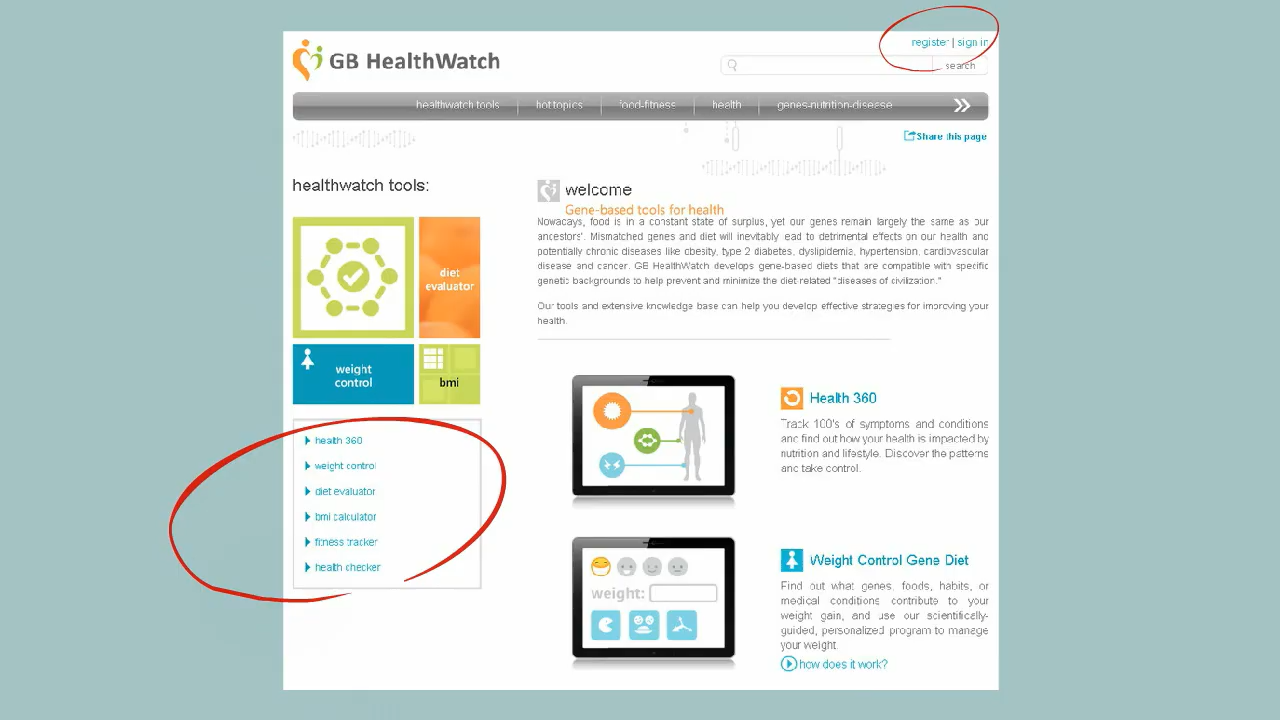 register | sign in
GB HealthWatch
search
healthwatch tools
hot topics
food-fitness
health
genes-nutrition-disease
Share this page
healthwatch tools:
diet
evaluator
weight
control
bmi
health 360
weight control
diet evaluator
bmi calculator
fitness tracker
health checker
welcome
Gene-based tools for health
Nowadays, food is in a constant state of surplus, yet our genes remain largely the same as our
ancestors'. Mismatched genes and diet will inevitably lead to detrimental effects on our health and
potentially chronic diseases like obesity, type 2 diabetes, dyslipidemia, hypertension, cardiovascular
disease and cancer. GB HealthWatch develops gene-based diets that are compatible with specific
genetic backgrounds to help prevent and minimize the diet-related "diseases of civilization."
Our tools and extensive knowledge base can help you develop effective strategies for improving your
health.
Health 360
Track 100's of symptoms and conditions
and find out how your health is impacted by
nutrition and lifestyle. Discover the patterns
and take control.
weight:
Weight Control Gene Diet
Find out what genes, foods, habits, or
medical conditions contribute to your
weight gain, and use our scientifically-
guided, personalized program to manage
your weight.
how does it work?